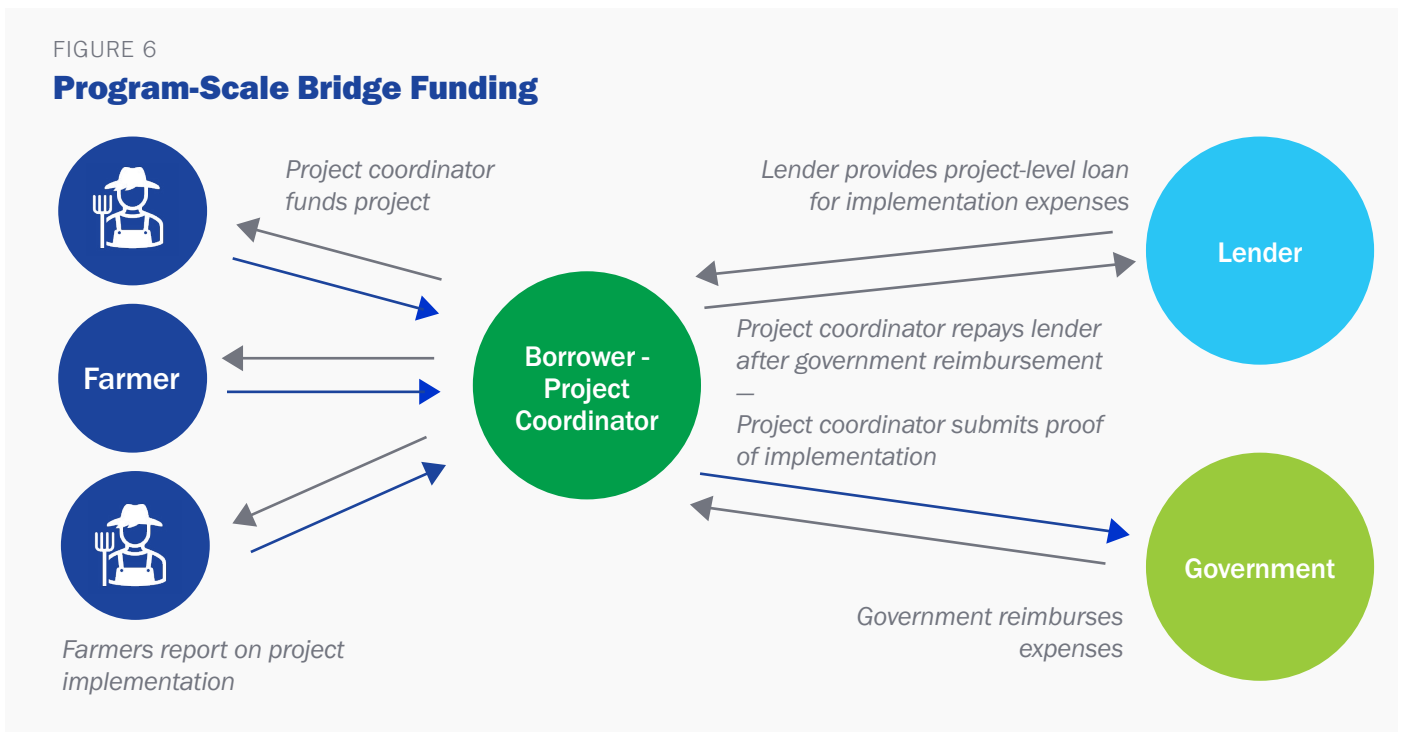 FIGURE 6
Program-Scale Bridge Funding
Project coordinator
funds project
Lender provides project-level loan
for implementation expenses
Lender
Farmer
Borrower -
Project
Coordinator
Project coordinator repays lender
after government reimbursement
—
Project coordinator submits proof
of implementation
Government
Government reimburses
expenses
Farmers report on project
implementation